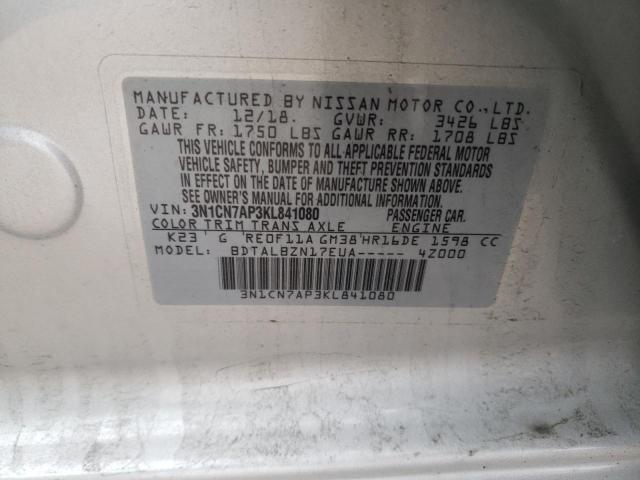 MANUFACTURED BY NISSAN MOTOR CO.,LTD.
DATE: 12/18. GVWR: 3426 LBS
GAWR FR: 1750 LBS GAWR RR: 1708 LBS
THIS VEHICLE CONFORMS TO ALL APPLICABLE FEDERAL MOTOR
VEHICLE SAFETY, BUMPER AND THEFT PREVENTION STANDARDS
IN EFFECT ON THE DATE OF MANUFACTURE SHOWN ABOVE.
SEE OWNER'S MANUAL FOR ADDITIONAL INFORMATION.
VIN: 3N1CN7AP3KL841080 PASSENGER CAR.
COLOR TRIM TRANS AXLE ENGINE
K23 G RE0F11A GM38 HR16DE 1598 CC
MODEL: BDTALBZN17EUA----- 4Z000
3N1CN7AP3KL841080